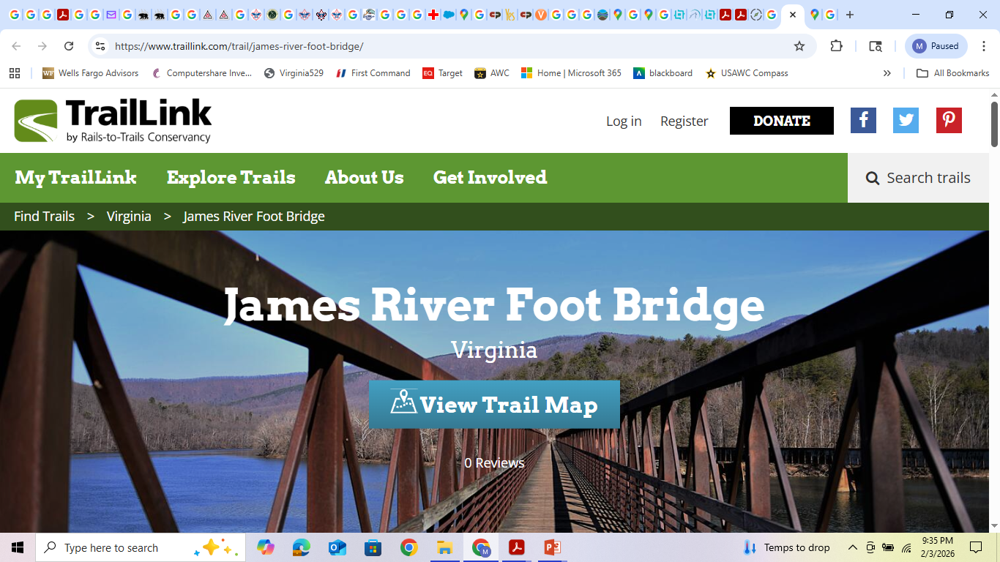 https://www.traillink.com/trail/james-river-foot-bridge/
M Paused
WF Wells Fargo Advisors
Computershare Inve...
Virginia529
First Command
EQ Target
AWC
Home | Microsoft 365
blackboard
USAWC Compass
»
All Bookmarks
TrailLink
by Rails-to-Trails Conservancy
Log in
Register
DONATE
My TrailLink
Explore Trails
About Us
Get Involved
Search trails
Find Trails > Virginia > James River Foot Bridge
James River Foot Bridge
Virginia
View Trail Map
0 Reviews
Type here to search
Temps to drop
9:35 PM
2/3/2026